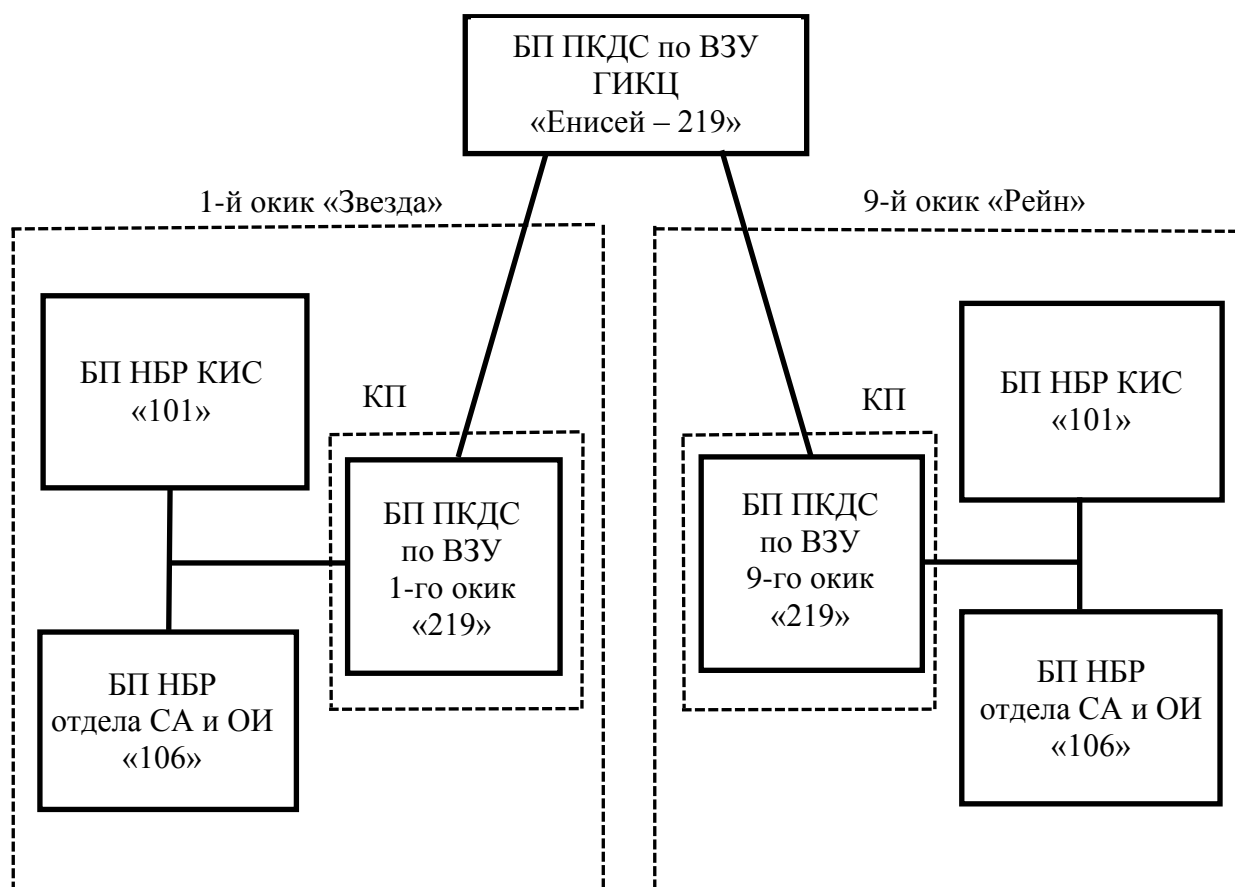 БП ПКДС по ВЗУ
ГИКЦ
«Енисей – 219»
1-й окик «Звезда»
БП НБР КИС
«101»
КП
БП ПКДС
по ВЗУ
1-го окик
«219»
БП НБР
отдела СА и ОИ
«106»
9-й окик «Рейн»
КП
БП ПКДС
по ВЗУ
9-го окик
«219»
БП НБР КИС
«101»
БП НБР
отдела СА и ОИ
«106»